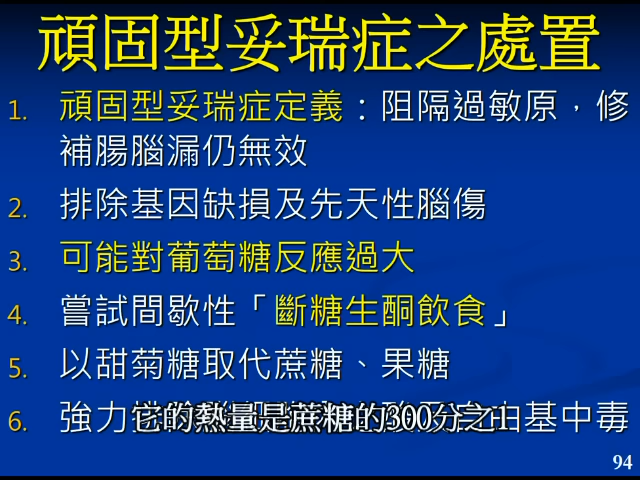 頑固型妥瑞症之處置
1. 頑固型妥瑞症定義：阻隔過敏原，修
補腸腦漏仍無效
2. 排除基因缺損及先天性腦傷
3. 可能對葡萄糖反應過大
4. 嘗試間歇性「斷糖生酮飲食」
5. 以甜菊糖取代蔗糖、果糖
6. 強力 由基中毒
它的熱量是蔗糖的300分之1
94